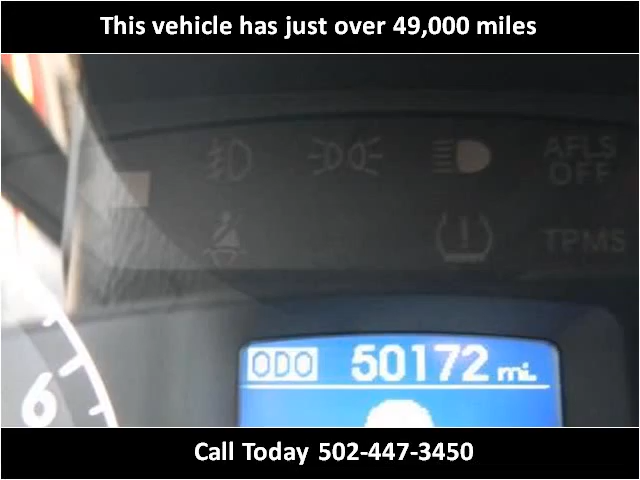 This vehicle has just over 49,000 miles
AFLS
OFF
TPMS
ODO 50172 mi.
6
Call Today 502-447-3450